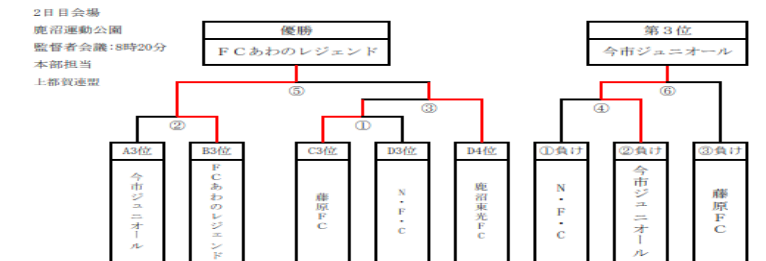 2日目会場
鹿沼運動公園
監督者会議:8時20分
本部担当
上都賀連盟
優勝
FCあわのレジェンド
第3位
今市ジュニオール
⑤
⑥
③
④
②
①
A3位
B3位
C3位
D3位
D4位
①負け
②負け
③負け
今市ジュニオール
FCあわのレジェンド
藤原FC
N・F・C
鹿沼東光FC
N・F・C
今市ジュニオール
藤原FC